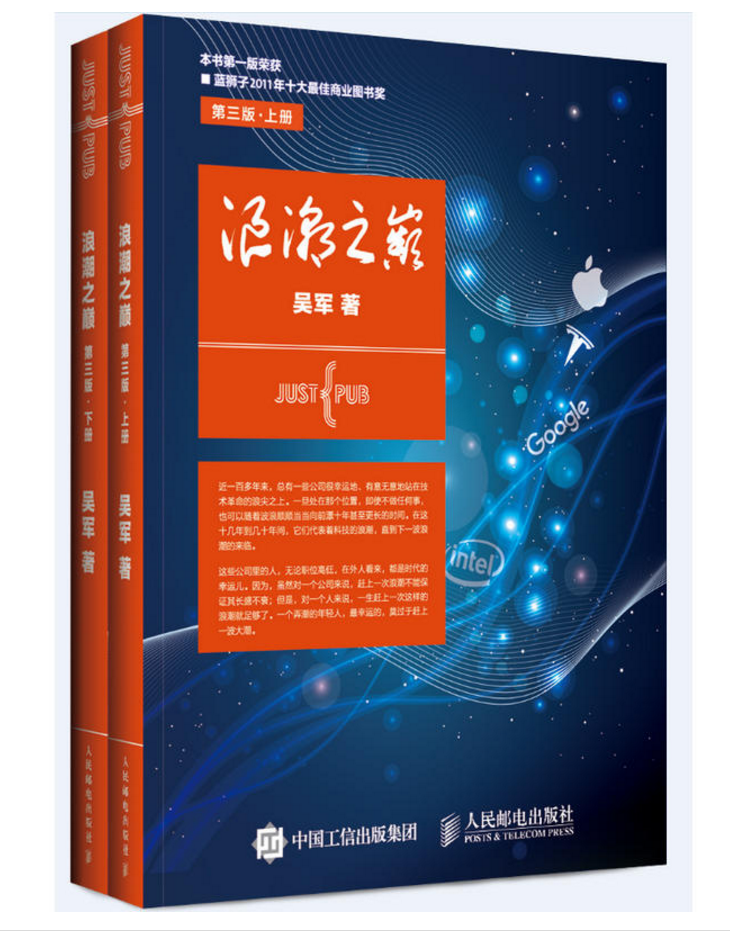 本书第一版荣获
■ 蓝狮子2011年十大最佳商业图书奖
第三版·上册
浪潮之巅
吴军 著
JUST PUB
近一百多年来，总有一些公司很幸运地、有意无意地站在技
术革命的浪尖之上。一旦处在那个位置，即使不做任何事，
也可以随着波浪顺顺当当向前漂十年甚至更长的时间。在这
十几年到几十年间，它们代表着科技的浪潮，直到下一波浪
潮的来临。
这些公司里的人，无论职位高低，在外人看来，都是时代的
幸运儿。因为，虽然对一个公司来说，赶上一次浪潮不能保
证其长盛不衰；但是，对一个人来说，一生赶上一次这样的
浪潮就足够了。一个弄潮的年轻人，最幸运的，莫过于赶上
一波大潮。
Google
intel
中国工信出版集团
人民邮电出版社
POSTS & TELECOM PRESS
JUST PUB
浪潮之巅
第三版·上册
吴军 著
人民邮电出版社
JUST PUB
浪潮之巅
第三版·下册
吴军 著
人民邮电出版社